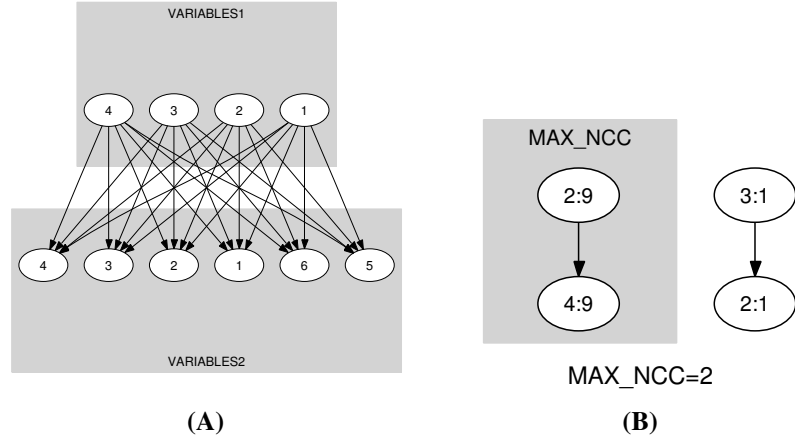 VARIABLES1
4 3 2 1
4 3 2 1 6 5
VARIABLES2
(A)
MAX_NCC
2:9 3:1
4:9 2:1
MAX_NCC=2
(B)